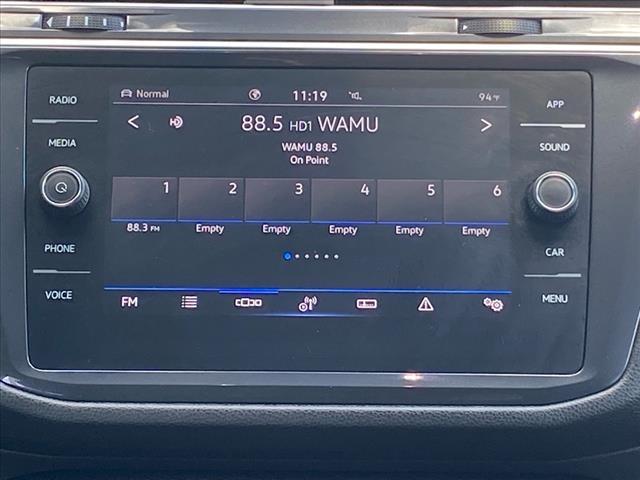 RADIO
MEDIA
PHONE
VOICE
Normal 11:19 94°F
88.5 HD1 WAMU
WAMU 88.5
On Point
1 2 3 4 5 6
88.3 FM Empty Empty Empty Empty Empty
FM
APP
SOUND
CAR
MENU